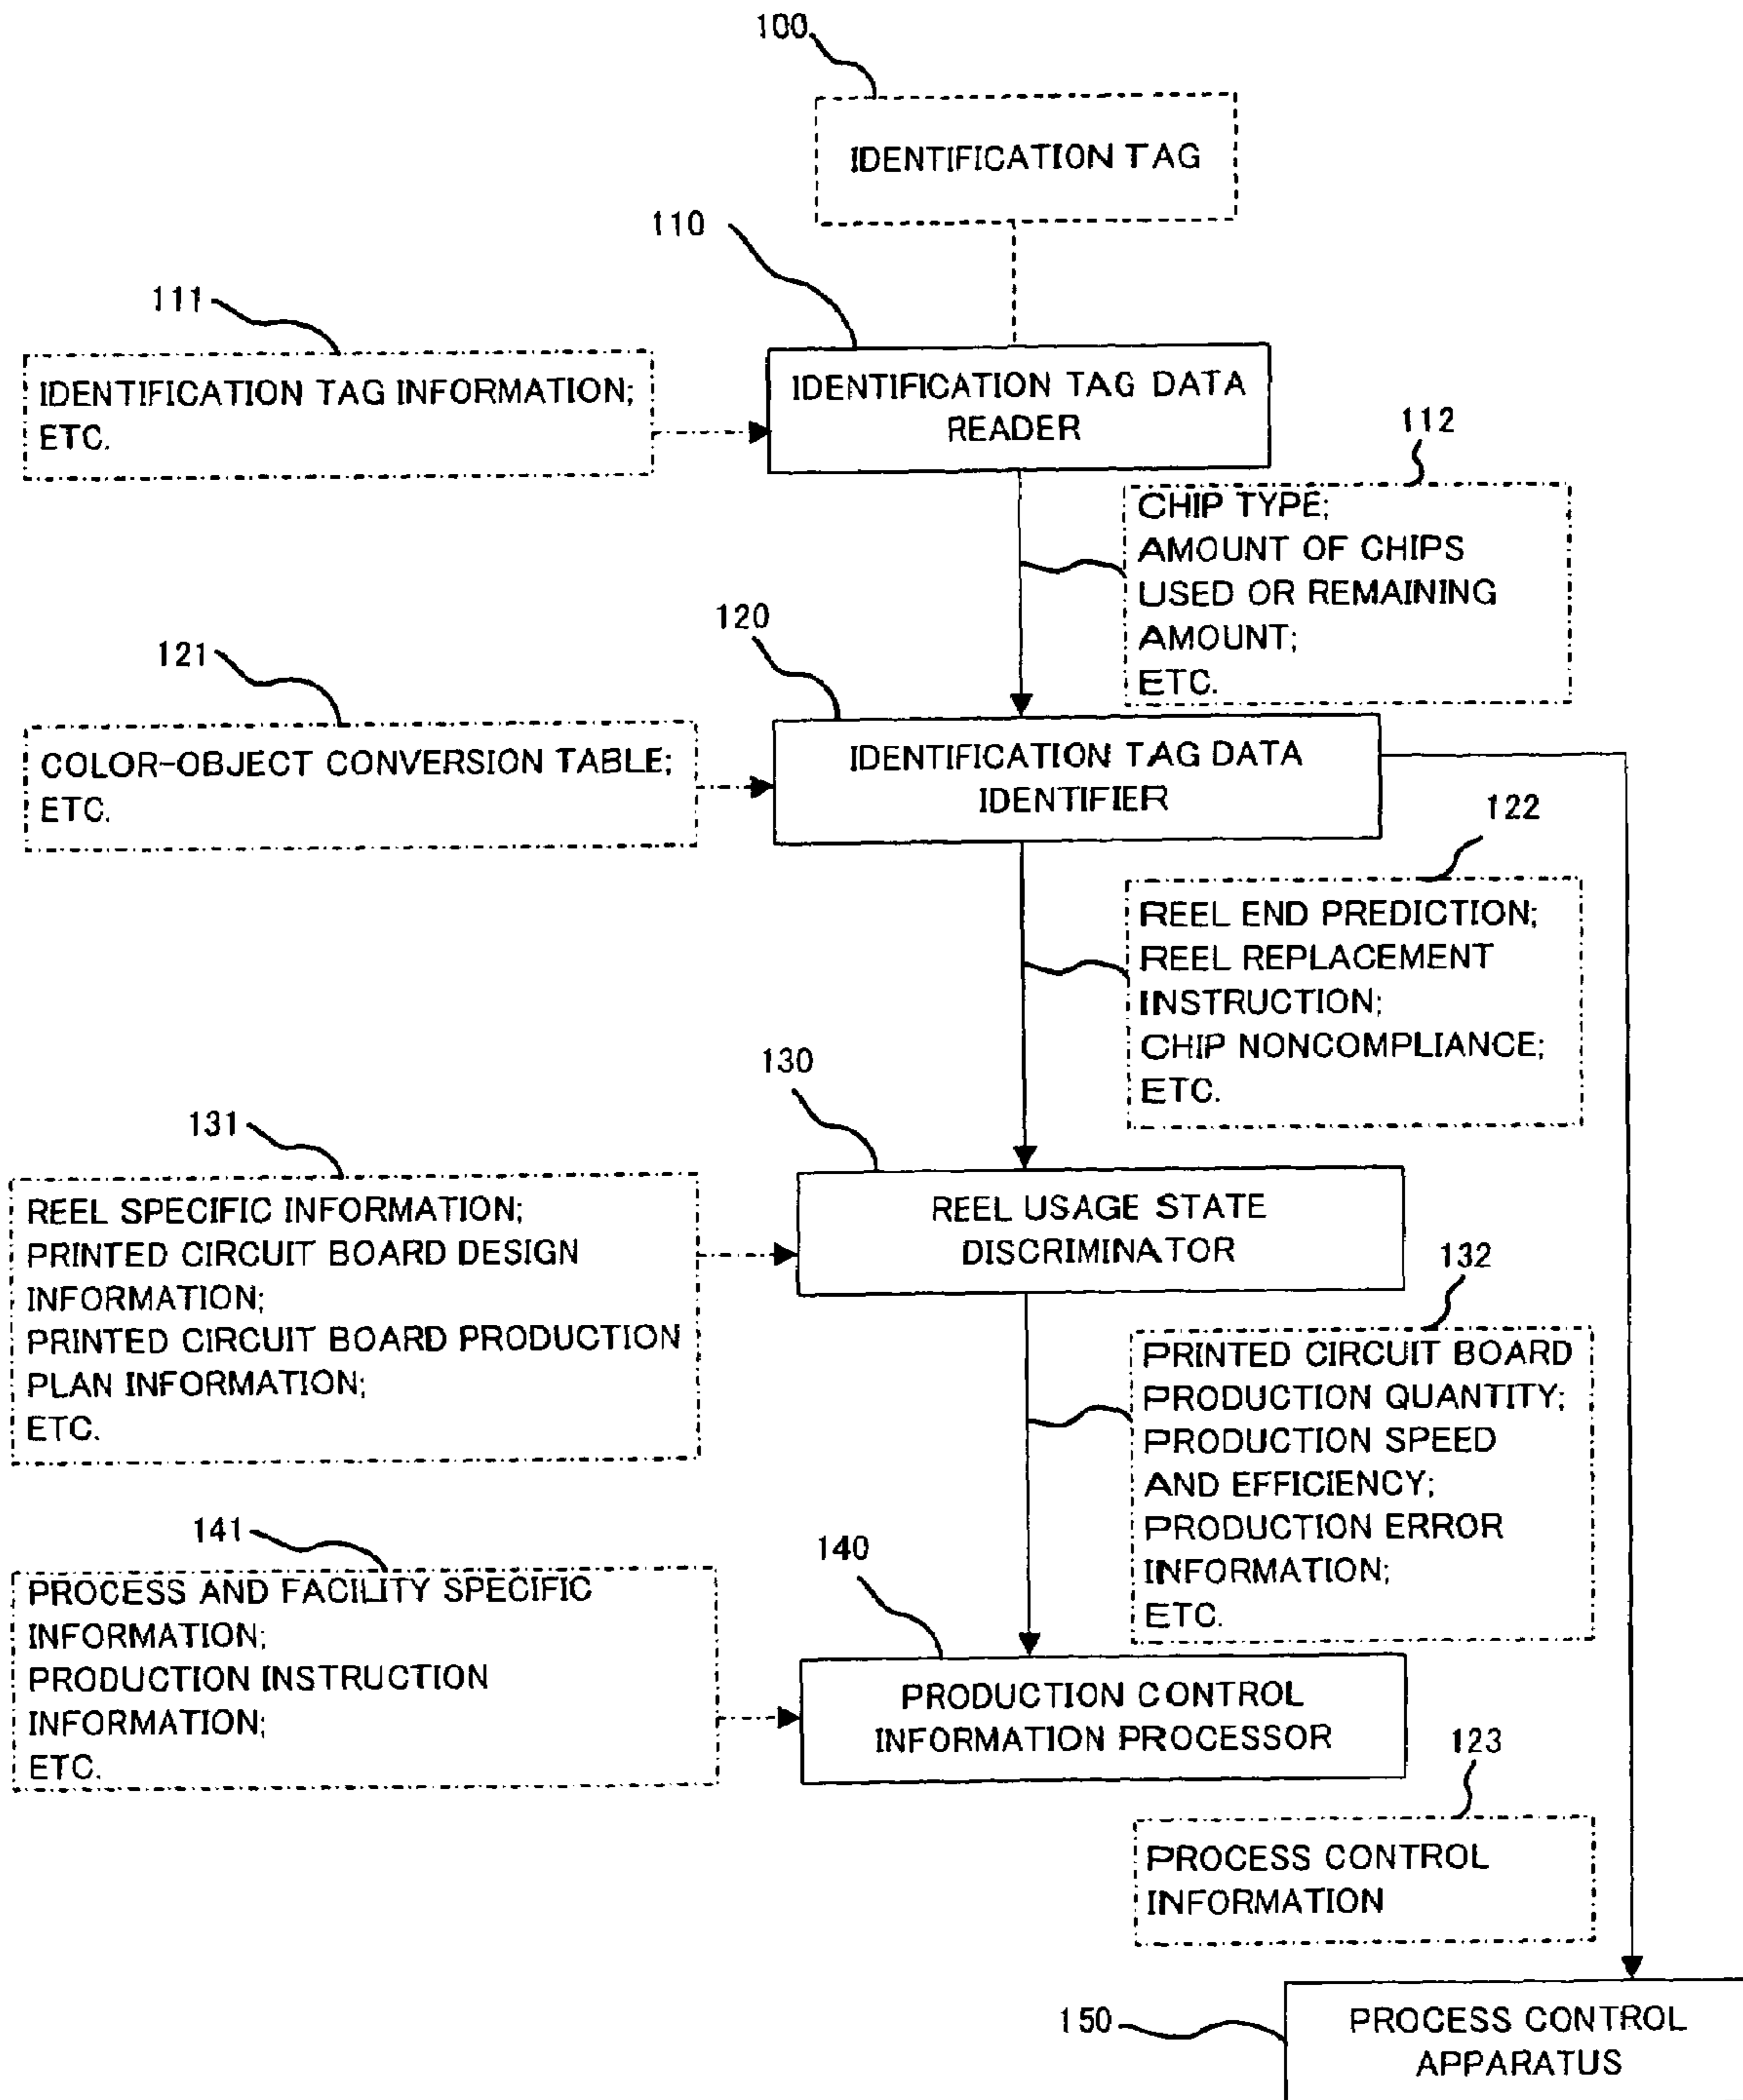 100
IDENTIFICATION TAG
110
111
IDENTIFICATION TAG INFORMATION;
ETC.
IDENTIFICATION TAG DATA
READER
112
CHIP TYPE;
AMOUNT OF CHIPS
USED OR REMAINING
AMOUNT;
ETC.
120
121
COLOR-OBJECT CONVERSION TABLE;
ETC.
IDENTIFICATION TAG DATA
IDENTIFIER
122
REEL END PREDICTION;
REEL REPLACEMENT
INSTRUCTION;
CHIP NONCOMPLIANCE;
ETC.
130
131
REEL SPECIFIC INFORMATION;
PRINTED CIRCUIT BOARD DESIGN
INFORMATION;
PRINTED CIRCUIT BOARD PRODUCTION
PLAN INFORMATION;
ETC.
REEL USAGE STATE
DISCRIMINATOR
132
PRINTED CIRCUIT BOARD
PRODUCTION QUANTITY;
PRODUCTION SPEED
AND EFFICIENCY;
PRODUCTION ERROR
INFORMATION;
ETC.
141
PROCESS AND FACILITY SPECIFIC
INFORMATION;
PRODUCTION INSTRUCTION
INFORMATION;
ETC.
140
PRODUCTION CONTROL
INFORMATION PROCESSOR
123
PROCESS CONTROL
INFORMATION
150
PROCESS CONTROL
APPARATUS